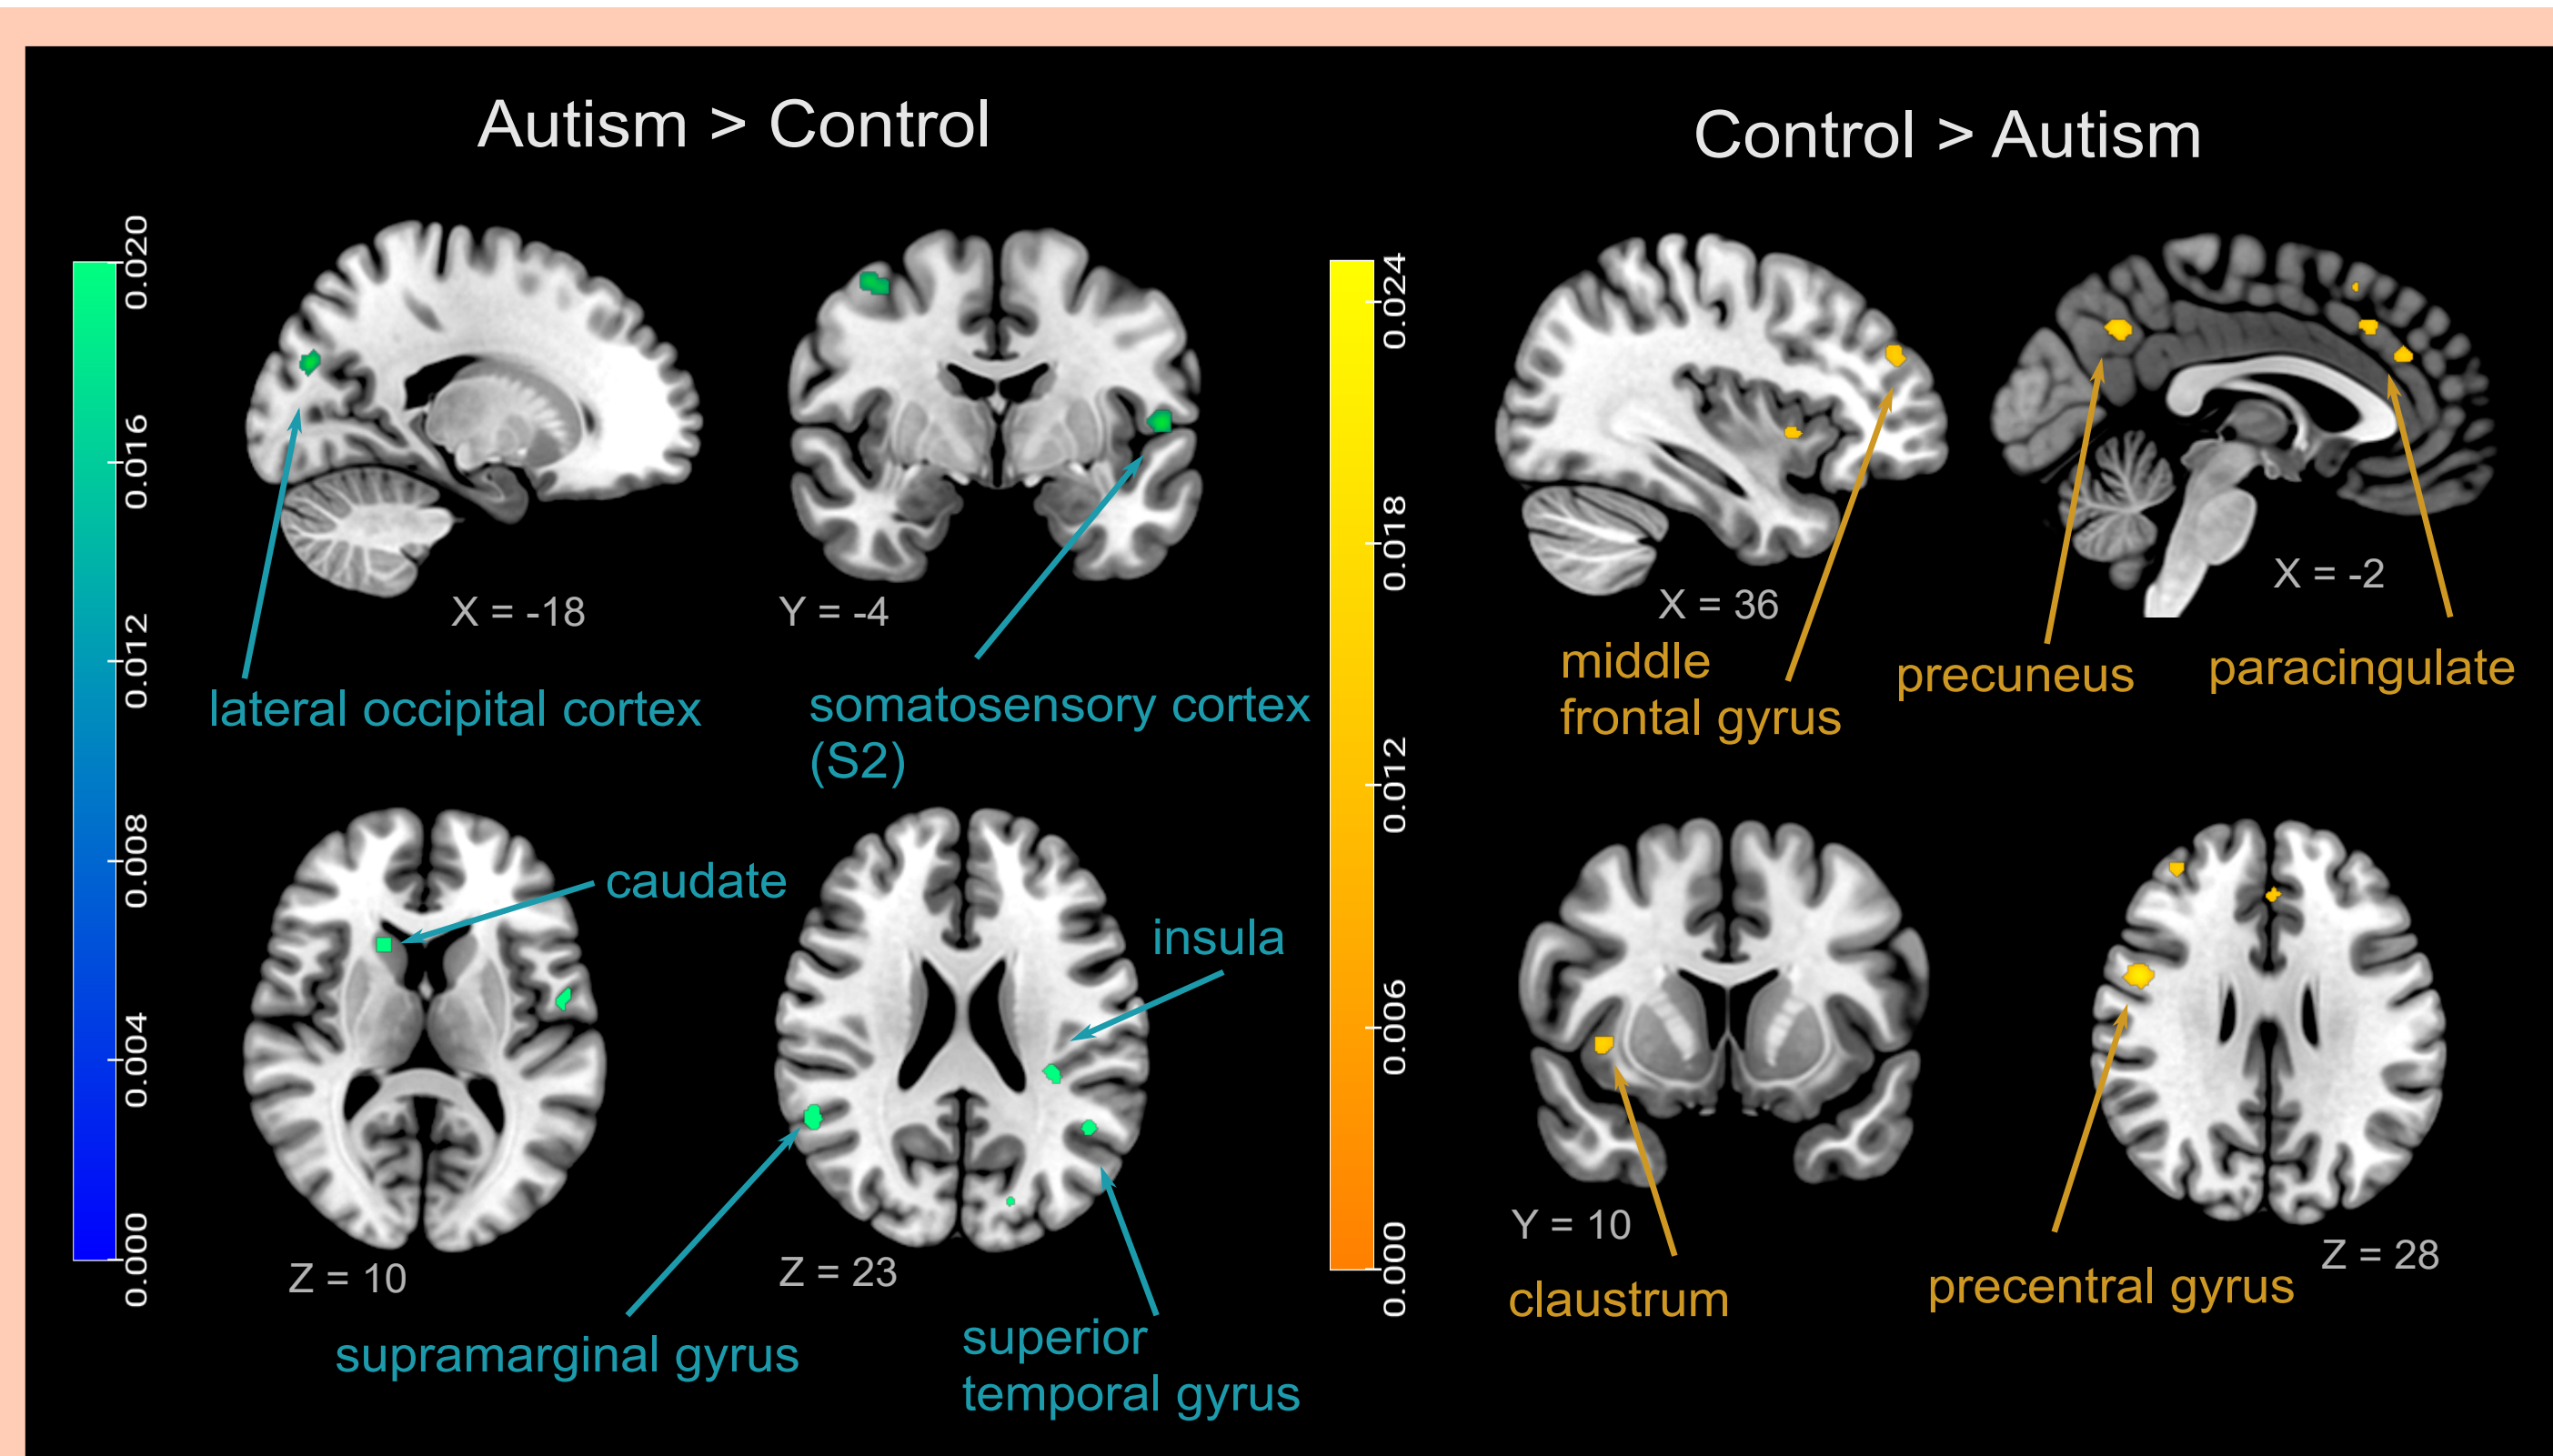 Autism > Control
0.020
0.016
0.012
0.008
0.004
0.000
X = -18
Y = -4
lateral occipital cortex
somatosensory cortex
(S2)
caudate
insula
Z = 10
Z = 23
supramarginal gyrus
superior
temporal gyrus
Control > Autism
0.024
0.018
0.012
0.006
0.000
X = 36
X = -2
middle
frontal gyrus
precuneus
paracingulate
Y = 10
Z = 28
claustrum
precentral gyrus